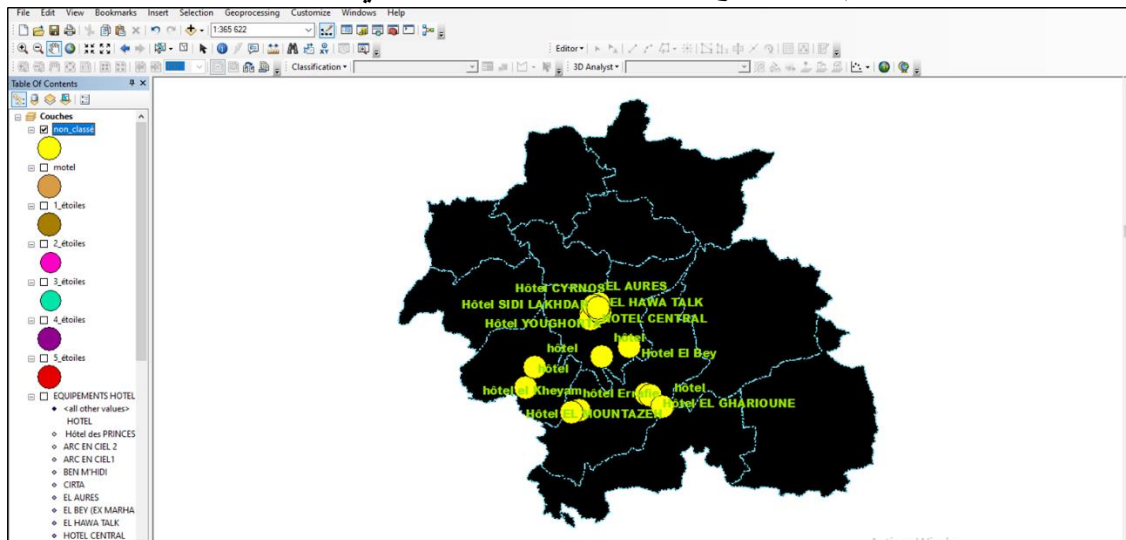 File Edit View Bookmarks Insert Selection Geoprocessing Customize Windows Help
1:365 622
Editor
Classification 3D Analyst
Table Of Contents
Couches
non_classé
motel
1_étoiles
2_étoiles
3_étoiles
4_étoiles
5_étoiles
EQUIPEMENTS HOTEL
<all other values>
HOTEL
Hôtel des PRINCES
ARC EN CIEL 2
ARC EN CIEL1
BEN M'HIDI
CIRTA
EL AURES
EL BEY (EX MARHA
EL HAWA TALK
HOTEL CENTRAL
Hôtel CYRNOS EL AURES
Hôtel SIDI LAKHDAR EL HAWA TALK
Hôtel YOUGHORTA HOTEL CENTRAL
hôtel
hôtel Hotel El Bey
hôtel
hôtel el Kheyam hôtel hôtel
Hôtel EL MOUNTAZEH Hôtel EL GHARIOUNE